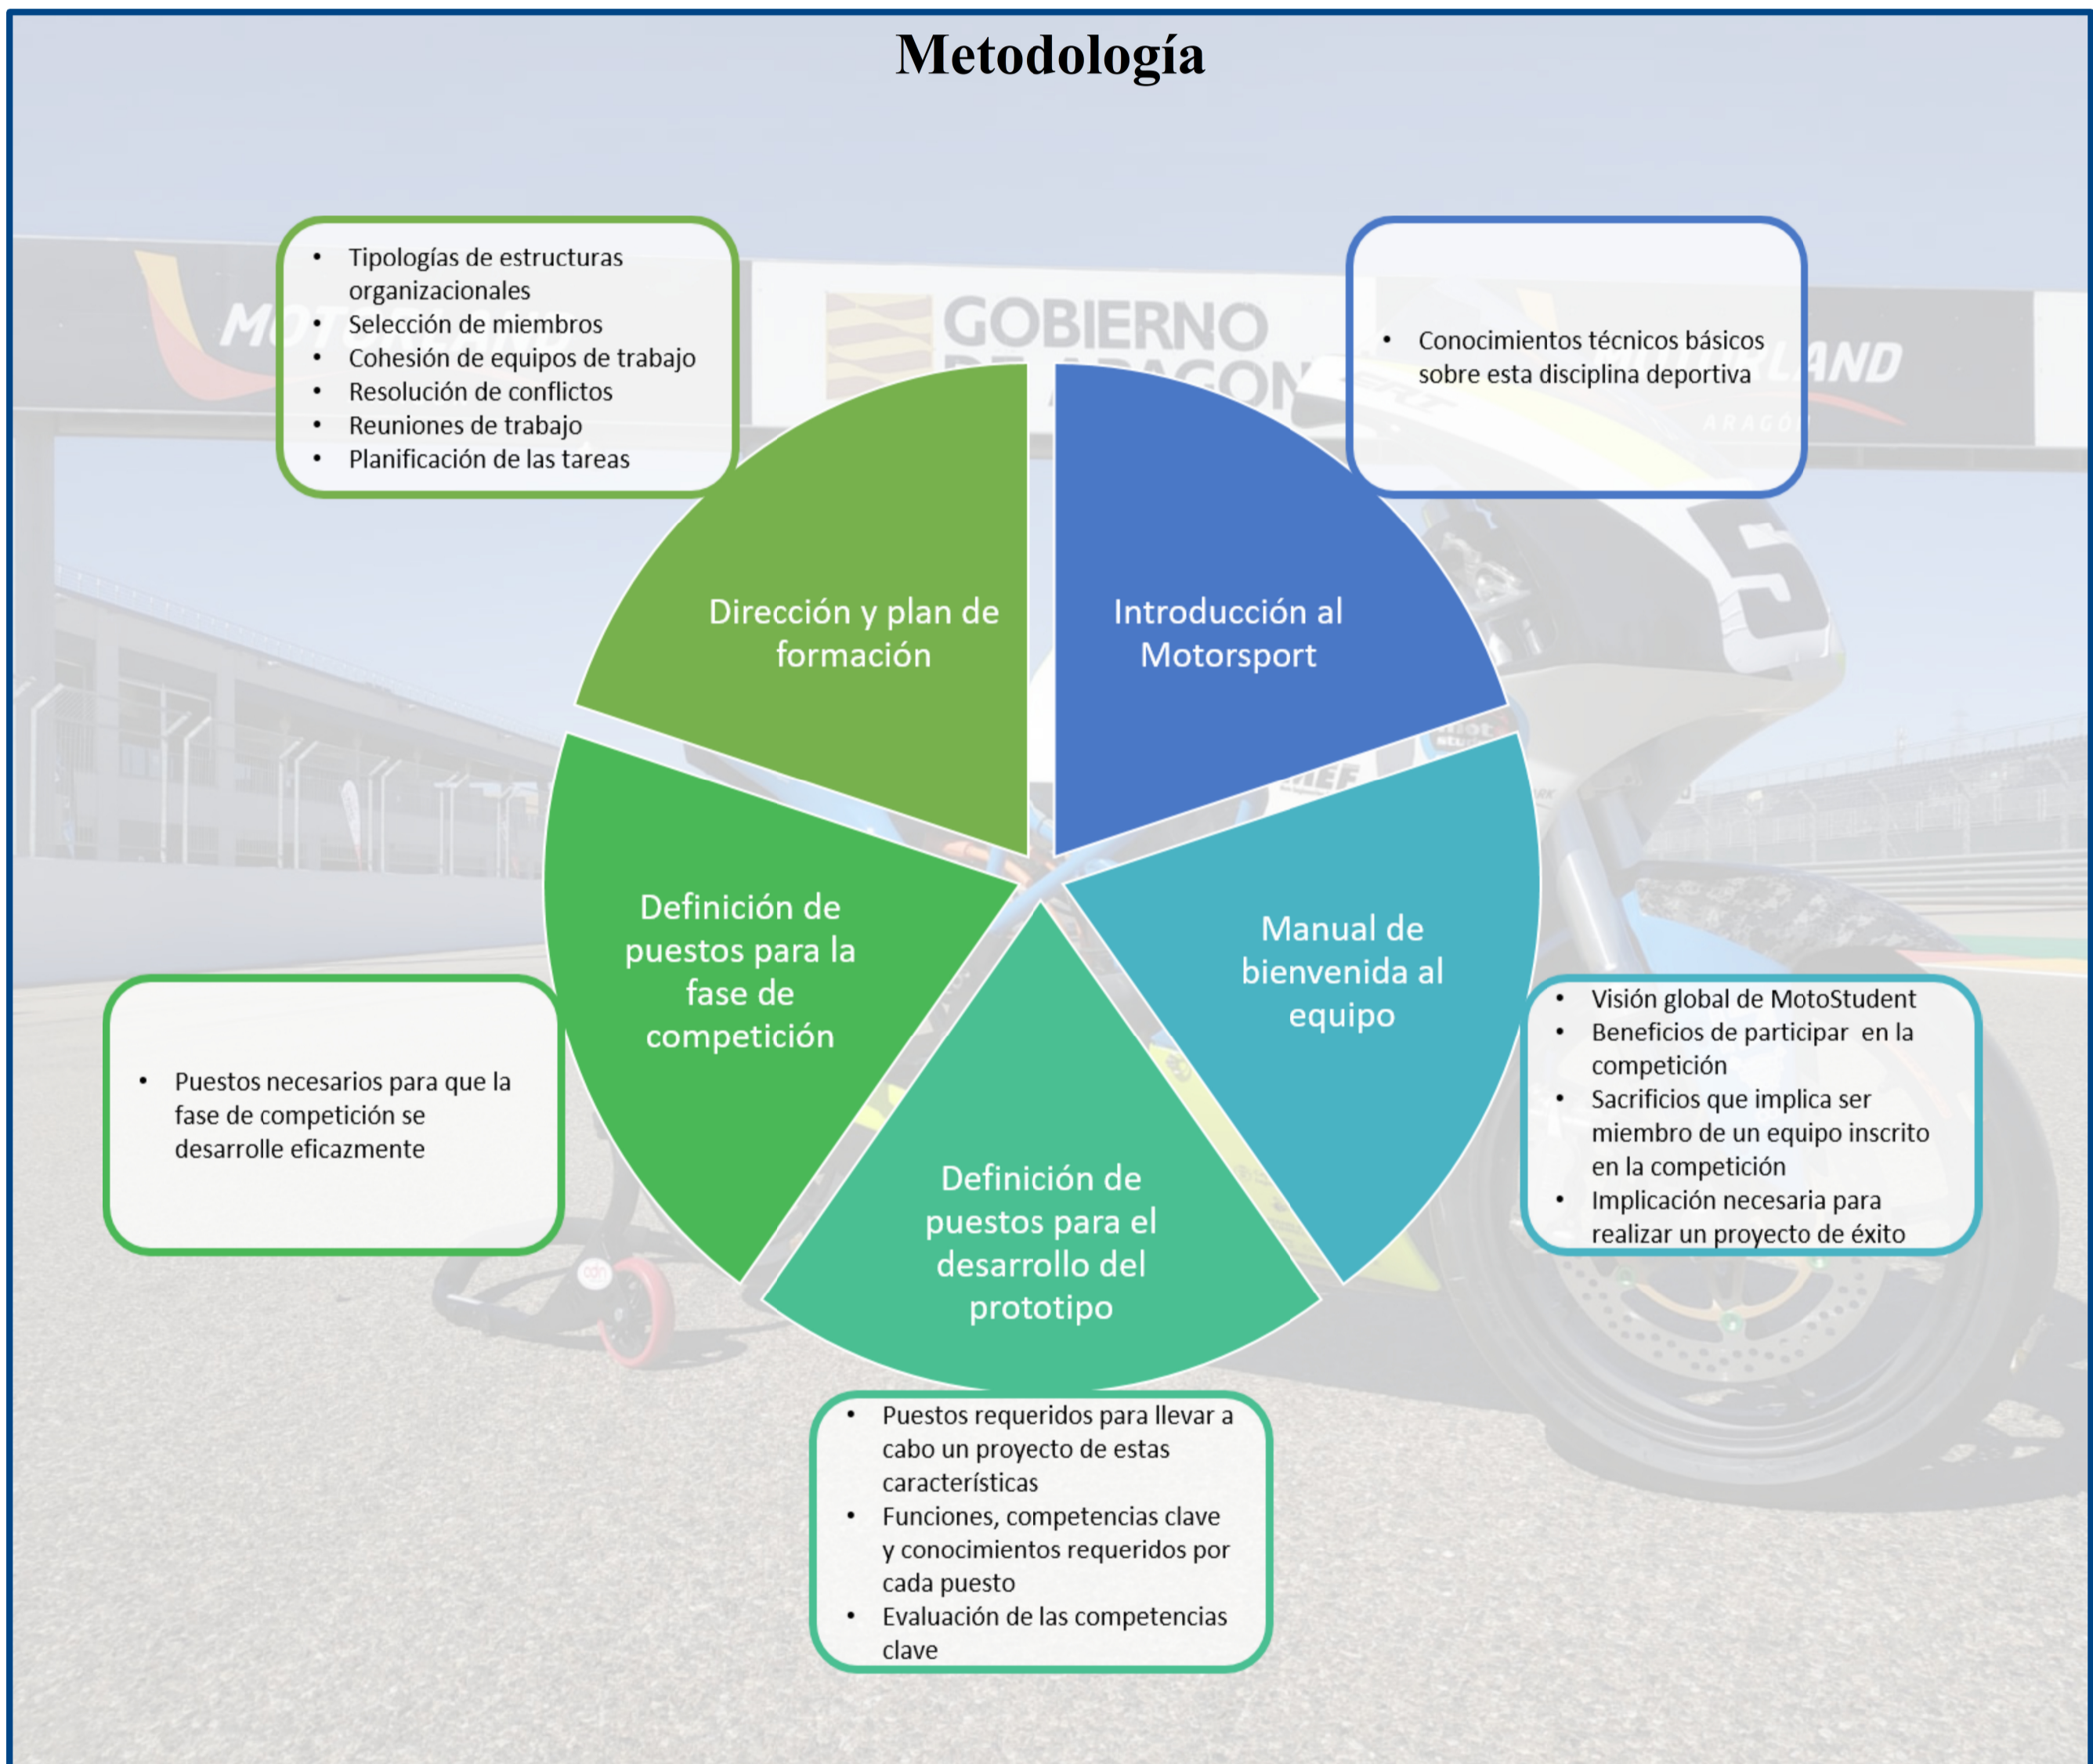 Metodología
• Tipologías de estructuras
organizacionales
• Selección de miembros
• Cohesión de equipos de trabajo
• Resolución de conflictos
• Reuniones de trabajo
• Planificación de las tareas
• Conocimientos técnicos básicos
sobre esta disciplina deportiva
GOBIERNO
DE ARAGON
ARAGÓN
5
Dirección y plan de
formación
Introducción al
Motorsport
Definición de
puestos para la
fase de
competición
Manual de
bienvenida al
equipo
• Puestos necesarios para que la
fase de competición se
desarrolle eficazmente
• Visión global de MotoStudent
• Beneficios de participar en la
competición
• Sacrificios que implica ser
miembro de un equipo inscrito
en la competición
• Implicación necesaria para
realizar un proyecto de éxito
Definición de
puestos para el
desarrollo del
prototipo
• Puestos requeridos para llevar a
cabo un proyecto de estas
características
• Funciones, competencias clave
y conocimientos requeridos por
cada puesto
• Evaluación de las competencias
clave